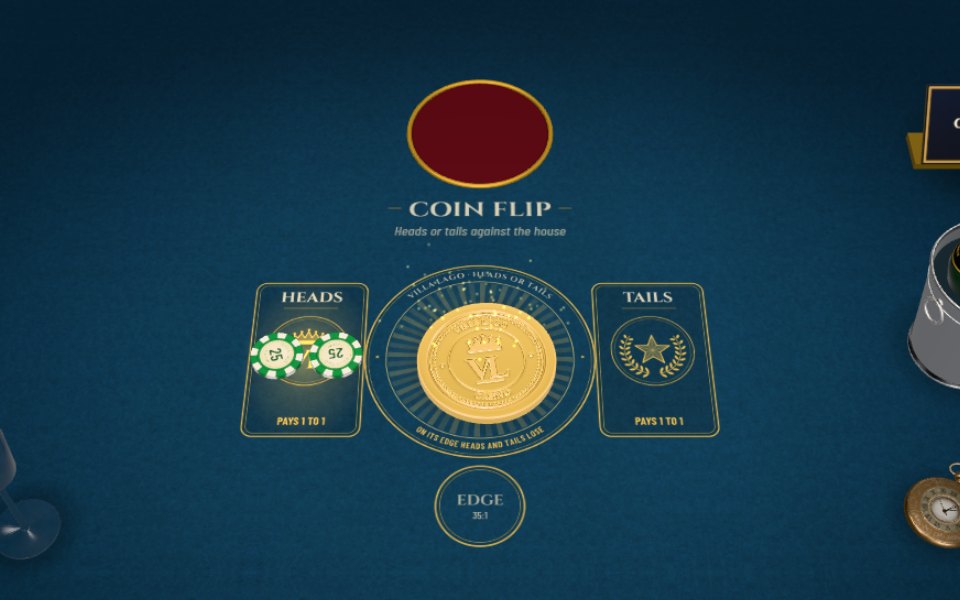 COIN FLIP
Heads or tails against the house
VILLA LAGO · HEADS OR TAILS
HEADS
25
25
PAYS 1 TO 1
VL
TAILS
PAYS 1 TO 1
ON ITS EDGE HEADS AND TAILS LOSE
EDGE
35:1